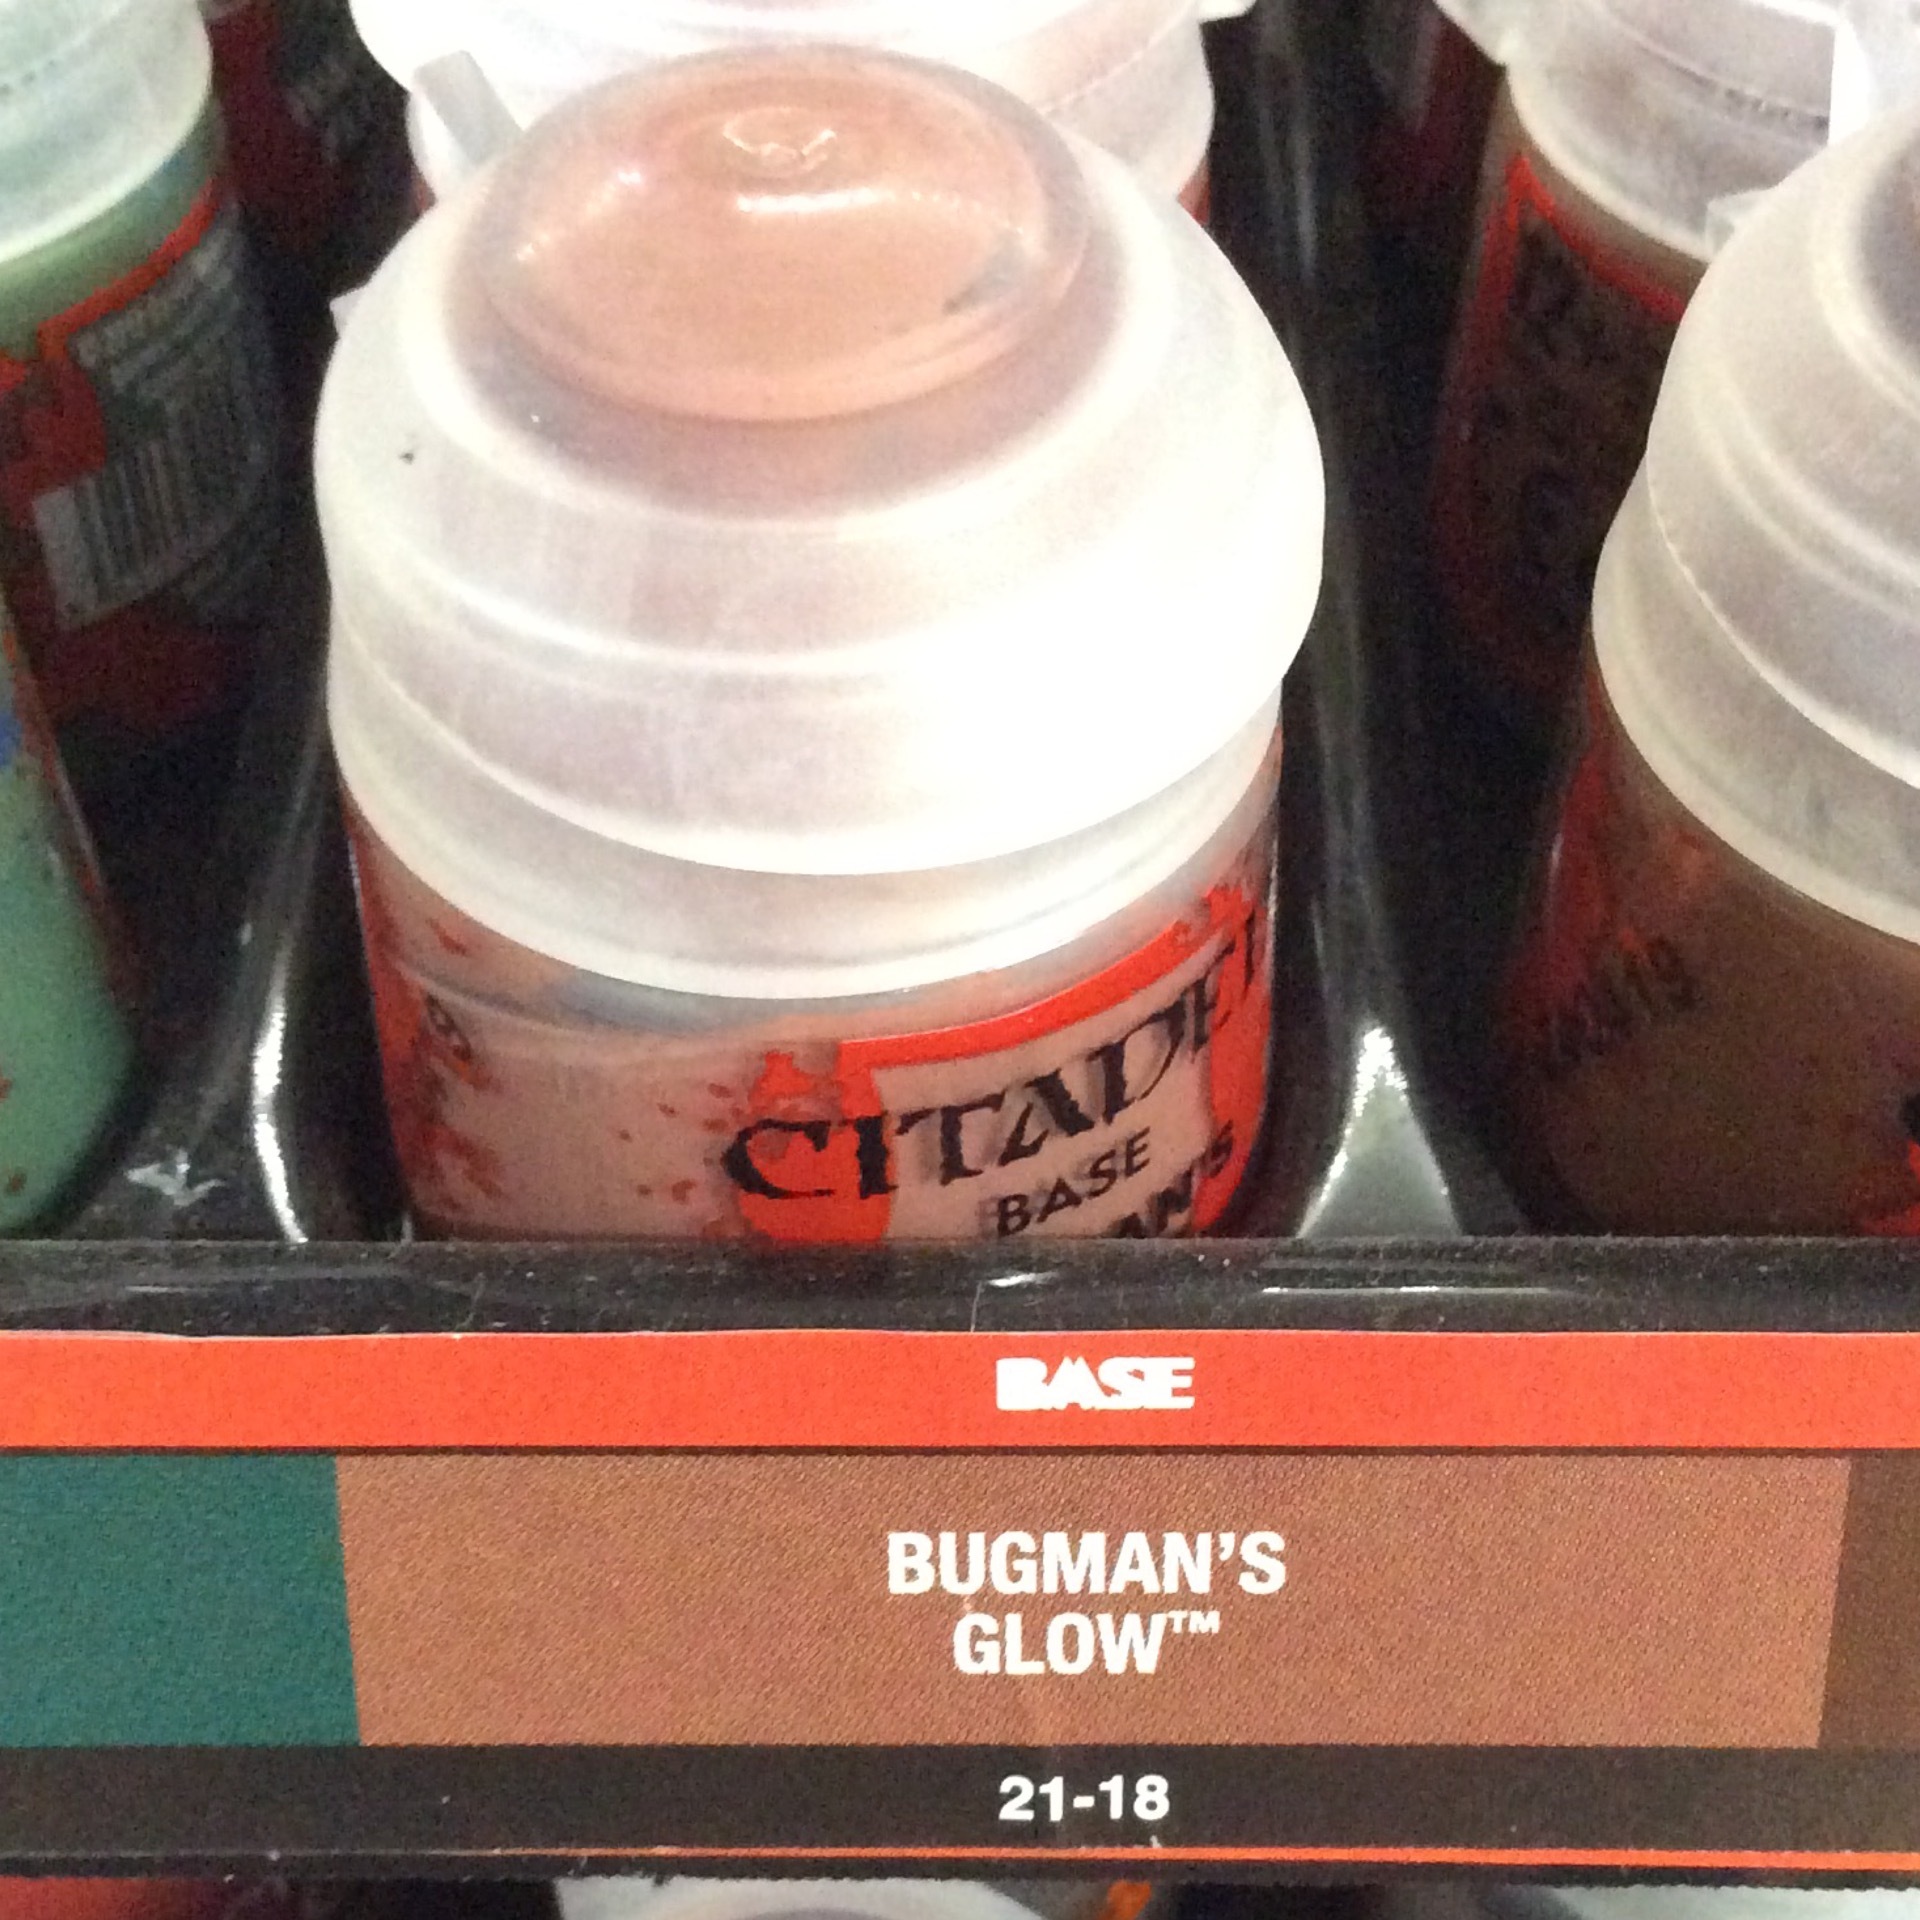 CITADEL
BASE
BASE
BUGMAN'S
GLOW™
21-18